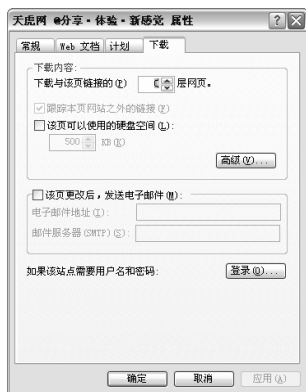 天虎网 e分享·体验·新感觉 属性
常规 Web 文档 计划 下载
下载内容:
下载与该页链接的(P) 层网页。
跟踪本页网站之外的链接(F)
该页可以使用的硬盘空间(L):
500 KB(K)
高级(V)...
该页更改后，发送电子邮件(M):
电子邮件地址(I):
邮件服务器(SMTP)(S):
如果该站点需要用户名和密码:
登录(O)...
确定 取消 应用(A)